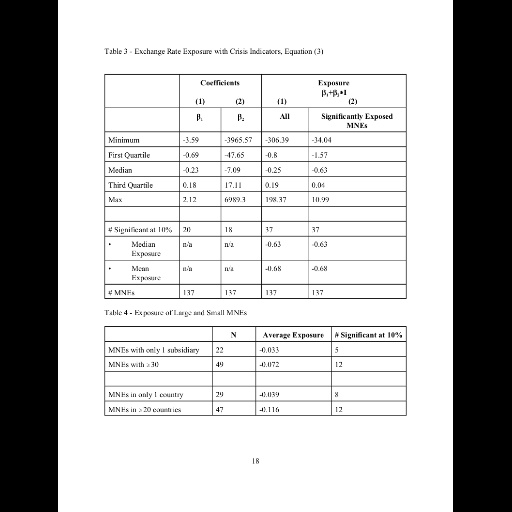 Table 3 - Exchange Rate Exposure with Crisis Indicators, Equation (3)
Coefficients Exposure
β₁+β₂•I
(1) (2) (1) (2)
β₁ β₂ All Significantly Exposed
MNEs
Minimum -3.59 -3965.57 -306.39 -34.04
First Quartile -0.69 -47.65 -0.8 -1.57
Median -0.23 -7.09 -0.25 -0.63
Third Quartile 0.18 17.11 0.19 0.04
Max 2.12 6989.3 198.37 10.99
# Significant at 10% 20 18 37 37
• Median n/a n/a -0.63 -0.63
Exposure
• Mean n/a n/a -0.68 -0.68
Exposure
# MNEs 137 137 137 137
Table 4 - Exposure of Large and Small MNEs
N Average Exposure # Significant at 10%
MNEs with only 1 subsidiary 22 -0.033 5
MNEs with ≥30 49 -0.072 12
MNEs in only 1 country 29 -0.039 8
MNEs in >20 countries 47 -0.116 12
18